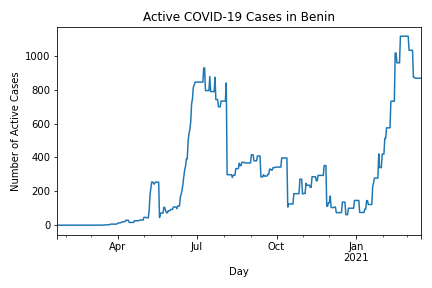 Active COVID-19 Cases in Benin
Number of Active Cases
1000
800
600
400
200
0
Apr
Jul
Oct
Jan
2021
Day